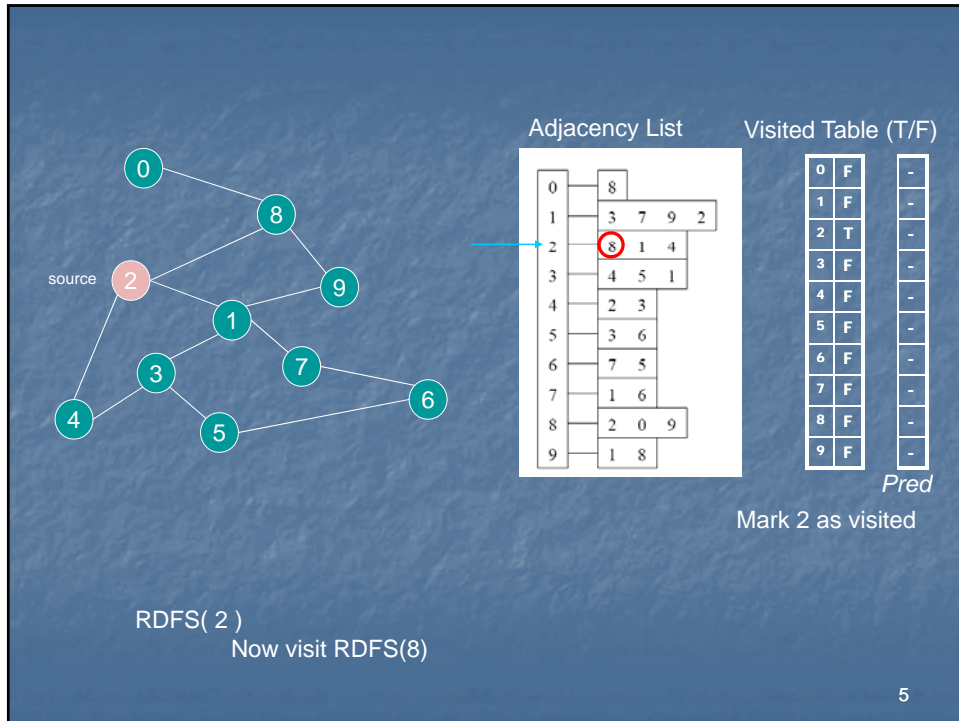 Adjacency List
Visited Table (T/F)
0
8
source
2
9
1
7
3
6
4
5
0 8
1 3 7 9 2
2 8 1 4
3 4 5 1
4 2 3
5 3 6
6 7 5
7 1 6
8 2 0 9
9 1 8
0 F -
1 F -
2 T -
3 F -
4 F -
5 F -
6 F -
7 F -
8 F -
9 F -
Pred
Mark 2 as visited
RDFS( 2 )
Now visit RDFS(8)
5